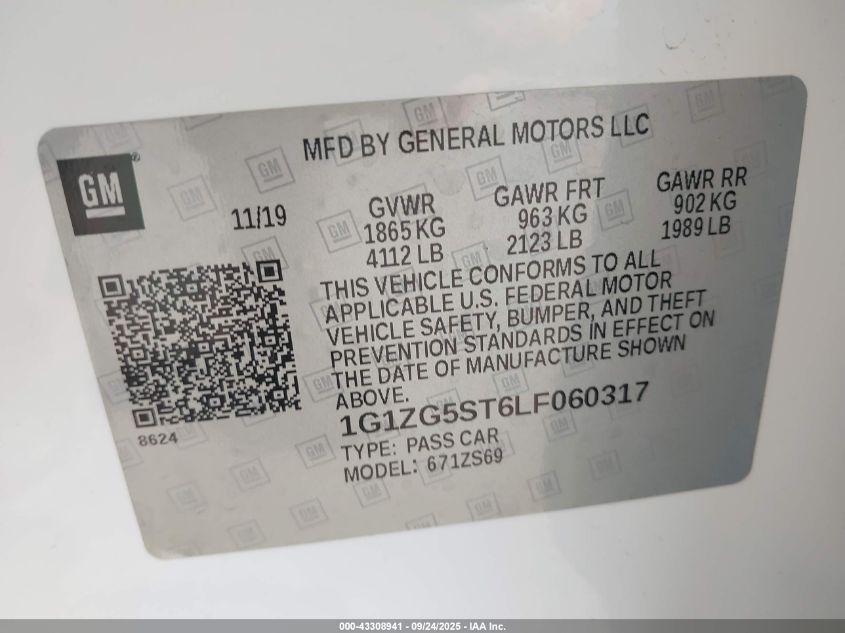 MFD BY GENERAL MOTORS LLC
GM®
11/19
GVWR
1865 KG
4112 LB
GAWR FRT
963 KG
2123 LB
GAWR RR
902 KG
1989 LB
THIS VEHICLE CONFORMS TO ALL
APPLICABLE U.S. FEDERAL MOTOR
VEHICLE SAFETY, BUMPER, AND THEFT
PREVENTION STANDARDS IN EFFECT ON
THE DATE OF MANUFACTURE SHOWN
ABOVE.
1G1ZG5ST6LF060317
TYPE: PASS CAR
MODEL: 671ZS69
8624
000-43308941 - 09/24/2025 - IAA Inc.